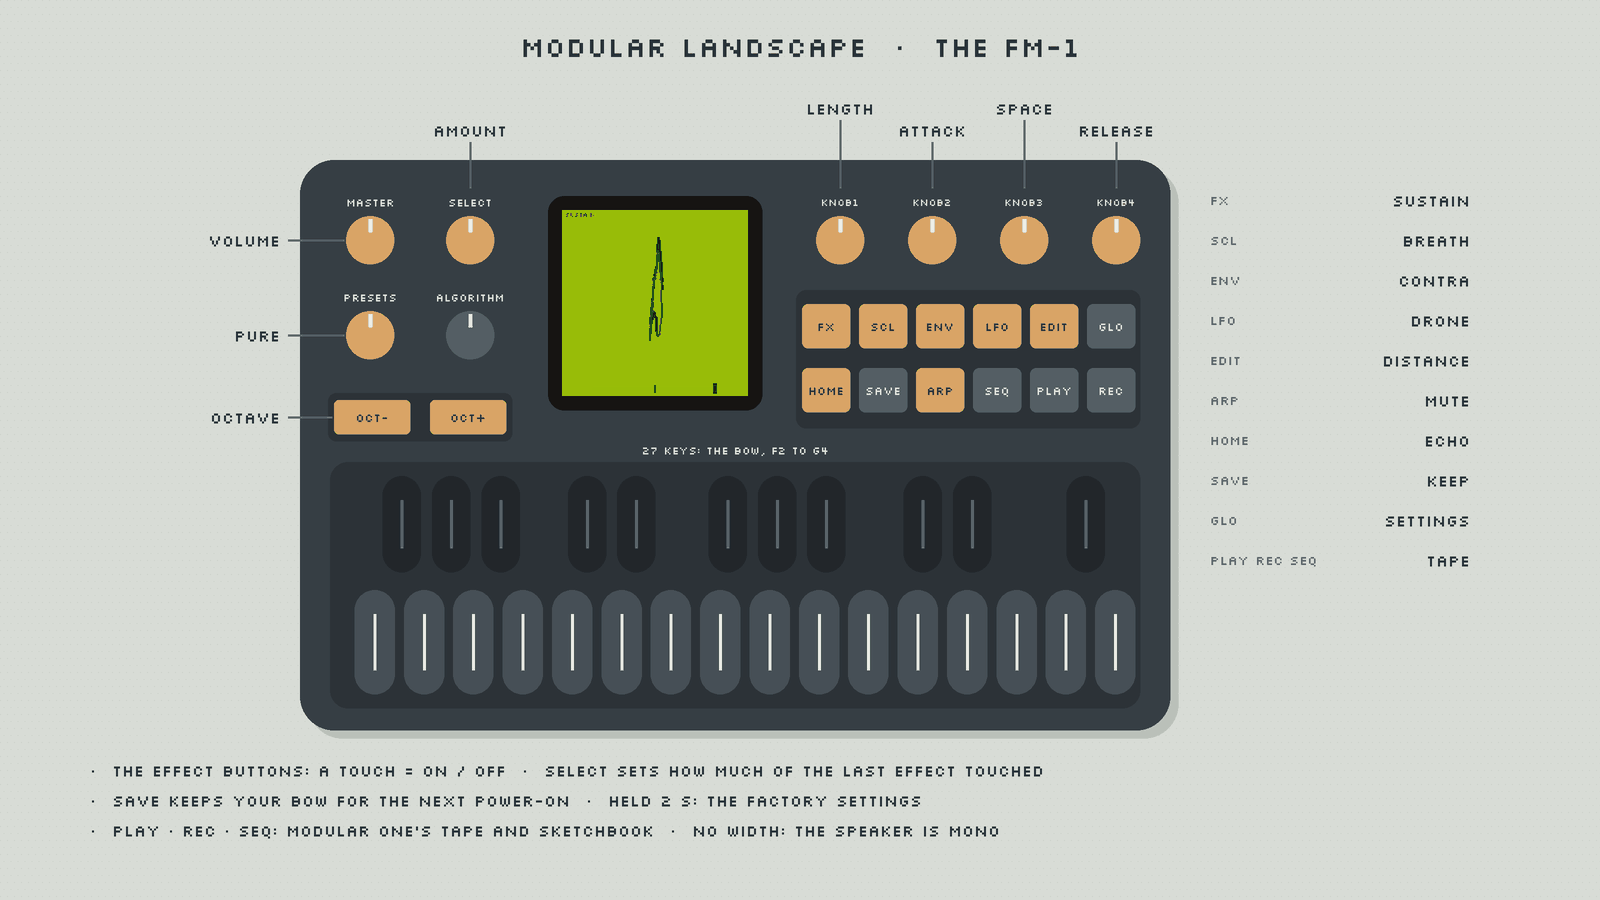 MODULAR LANDSCAPE · THE FM-1
LENGTH
SPACE
AMOUNT
ATTACK
RELEASE
MASTER
SELECT
KNOB1
KNOB2
KNOB3
KNOB4
FX SUSTAIN
SUSTAIN
VOLUME
SCL BREATH
ENV CONTRA
PRESETS
ALGORITHM
LFO DRONE
FX
SCL
ENV
LFO
EDIT
GLO
PURE
EDIT DISTANCE
HOME
SAVE
ARP
SEQ
PLAY
REC
ARP MUTE
OCTAVE
OCT-
OCT+
HOME ECHO
27 KEYS: THE BOW, F2 TO G4
SAVE KEEP
GLO SETTINGS
PLAY REC SEQ TAPE
· THE EFFECT BUTTONS: A TOUCH = ON / OFF · SELECT SETS HOW MUCH OF THE LAST EFFECT TOUCHED
· SAVE KEEPS YOUR BOW FOR THE NEXT POWER-ON · HELD 2 S: THE FACTORY SETTINGS
· PLAY · REC · SEQ: MODULAR ONE'S TAPE AND SKETCHBOOK · NO WIDTH: THE SPEAKER IS MONO